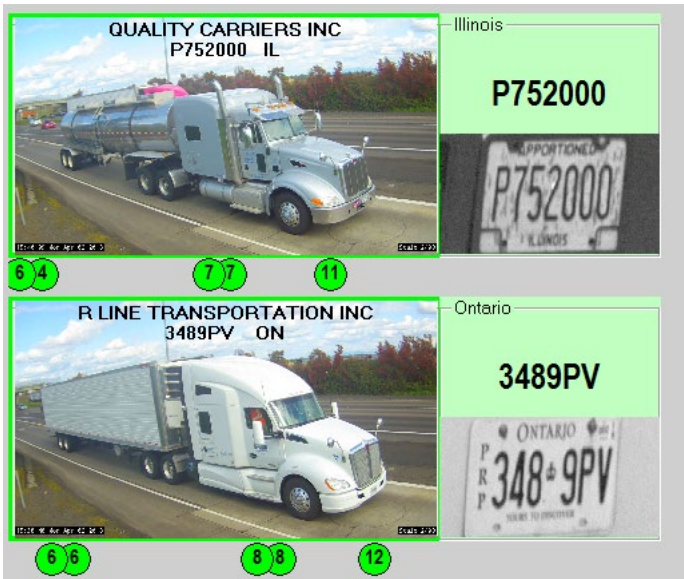 QUALITY CARRIERS INC
P752000 IL
Illinois
P752000
APPORTIONED
P752000
ILLINOIS
6 4 7 7 11
R LINE TRANSPORTATION INC
3489PV ON
Ontario
3489PV
ONTARIO
PRP
348 9PV
YOURS TO DISCOVER
6 6 8 8 12